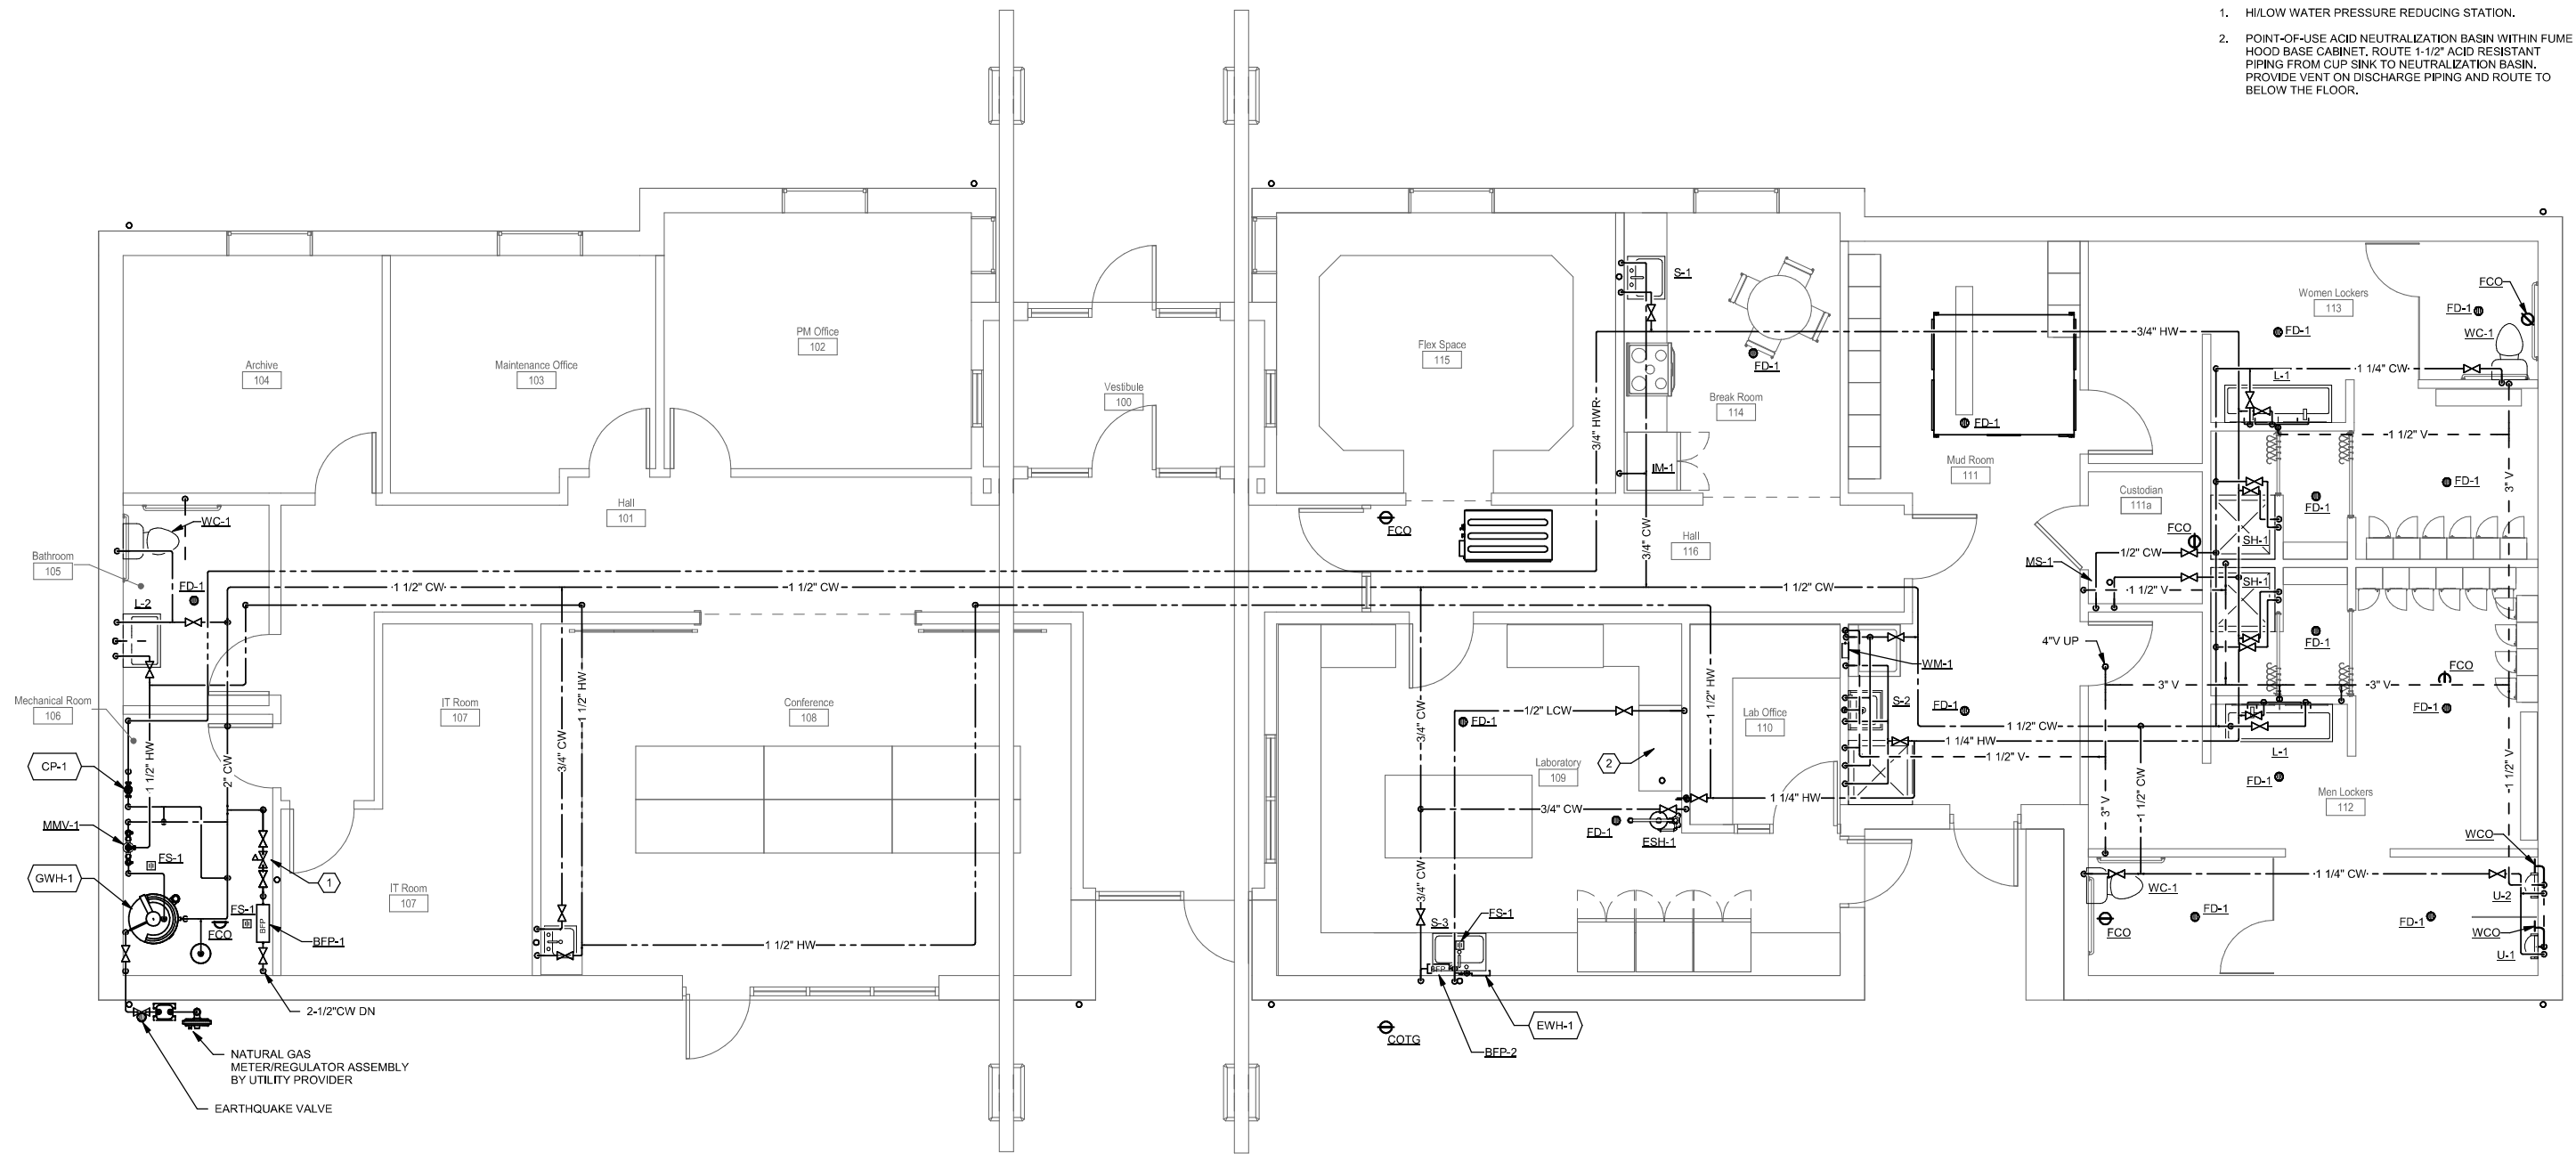 1. HI/LOW WATER PRESSURE REDUCING STATION.
2. POINT-OF-USE ACID NEUTRALIZATION BASIN WITHIN FUME
HOOD BASE CABINET. ROUTE 1-1/2" ACID RESISTANT
PIPING FROM CUP SINK TO NEUTRALIZATION BASIN.
PROVIDE VENT ON DISCHARGE PIPING AND ROUTE TO
BELOW THE FLOOR.
Archive
104
Maintenance Office
103
PM Office
102
Vestibule
100
Flex Space
115
S-1
FD-1
Break Room
114
IM-1
3/4" HWR
3/4" CW
3/4" HW
FD-1
Mud Room
111
Women Lockers
113
FD-1
FD-1
FCO
WC-1
1 1/4" CW
L-1
1 1/2" V
3" V
FD-1
FD-1
Custodian
111a
FCO
1/2" CW
MS-1
1 1/2" V
SH-1
SH-1
FD-1
Hall
101
WC-1
Bathroom
105
FD-1
L-2
1 1/2" CW
1 1/2" CW
FCO
Hall
116
1 1/2" CW
4"V UP
3" V
3" V
FCO
FD-1
Mechanical Room
106
CP-1
1 1/2" HW
2" CW
MMV-1
FS-1
GWH-1
FS-1
FCO
BFP
BFP-1
1
2-1/2"CW DN
NATURAL GAS
METER/REGULATOR ASSEMBLY
BY UTILITY PROVIDER
EARTHQUAKE VALVE
IT Room
107
IT Room
107
Conference
108
3/4" CW
1 1/2" HW
1 1/2" HW
3/4" CW
1/2" LCW
FD-1
Laboratory
109
2
3/4" CW
FD-1
ESH-1
3/4" CW
S-3
FS-1
BFP
BFP-2
EWH-1
COTG
1 1/2" HW
Lab Office
110
1 1/4" HW
WM-1
S-2
FD-1
1 1/2" CW
1 1/4" HW
1 1/2" V
3" V
1 1/2" CW
L-1
FD-1
Men Lockers
112
1 1/2" V
WCO
1 1/4" CW
WC-1
FCO
FD-1
FD-1
U-2
WCO
U-1